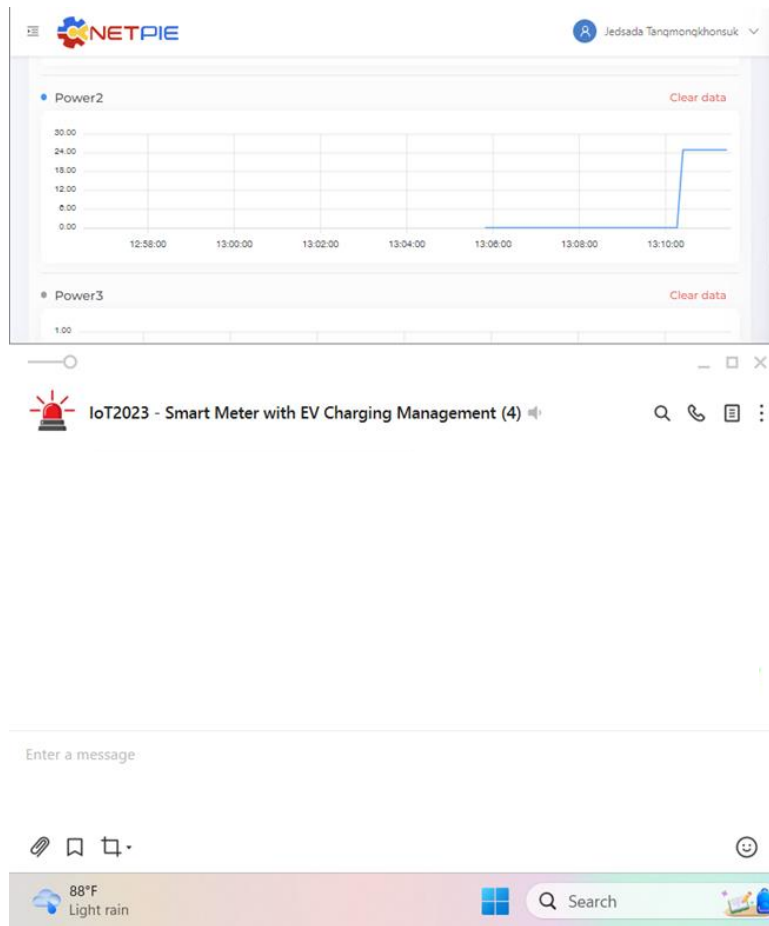 NETPIE
Jedsada Tangmongkhonsuk
Power2
Clear data
30.00
24.00
18.00
12.00
6.00
0.00
12:58:00 13:00:00 13:02:00 13:04:00 13:06:00 13:08:00 13:10:00
Power3
Clear data
1.00
IoT2023 - Smart Meter with EV Charging Management (4)
Enter a message
88°F
Light rain
Search